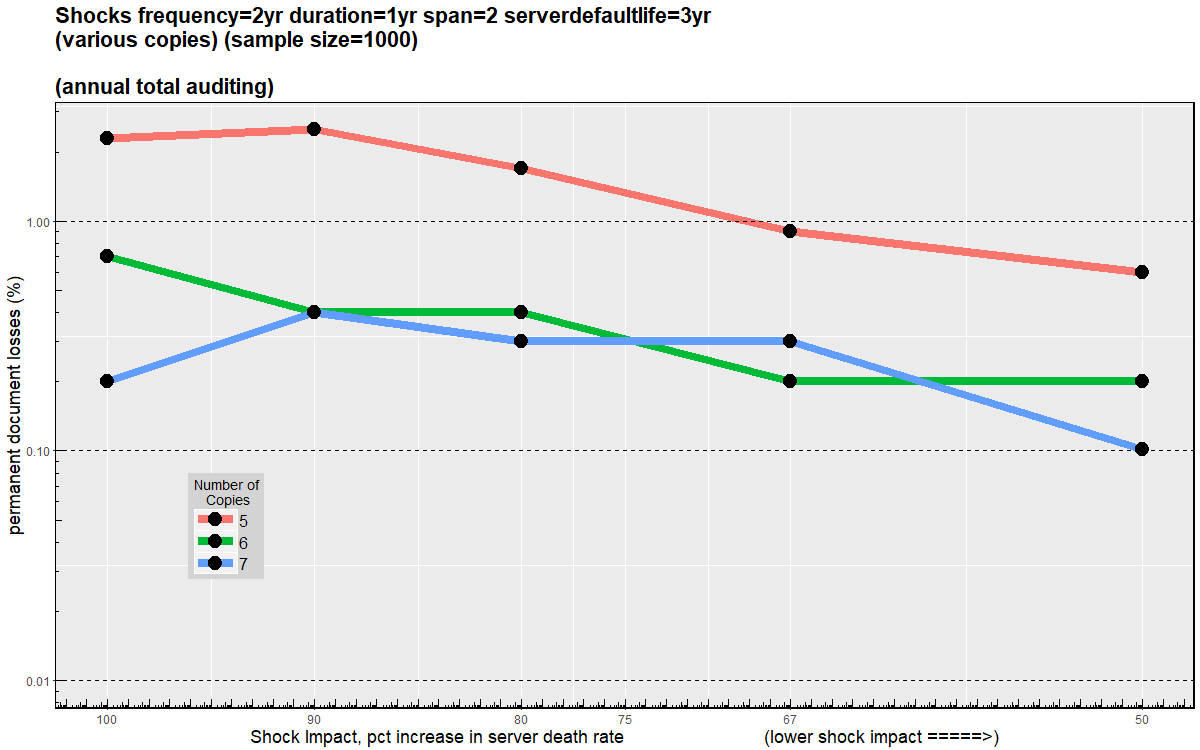 Shocks frequency=2yr duration=1yr span=2 serverdefaultlife=3yr
(various copies) (sample size=1000)
(annual total auditing)
permanent document losses (%)
1.00
0.10
0.01
Number of
Copies
5
6
7
100
90
80
75
67
50
Shock Impact, pct increase in server death rate
(lower shock impact =====>)